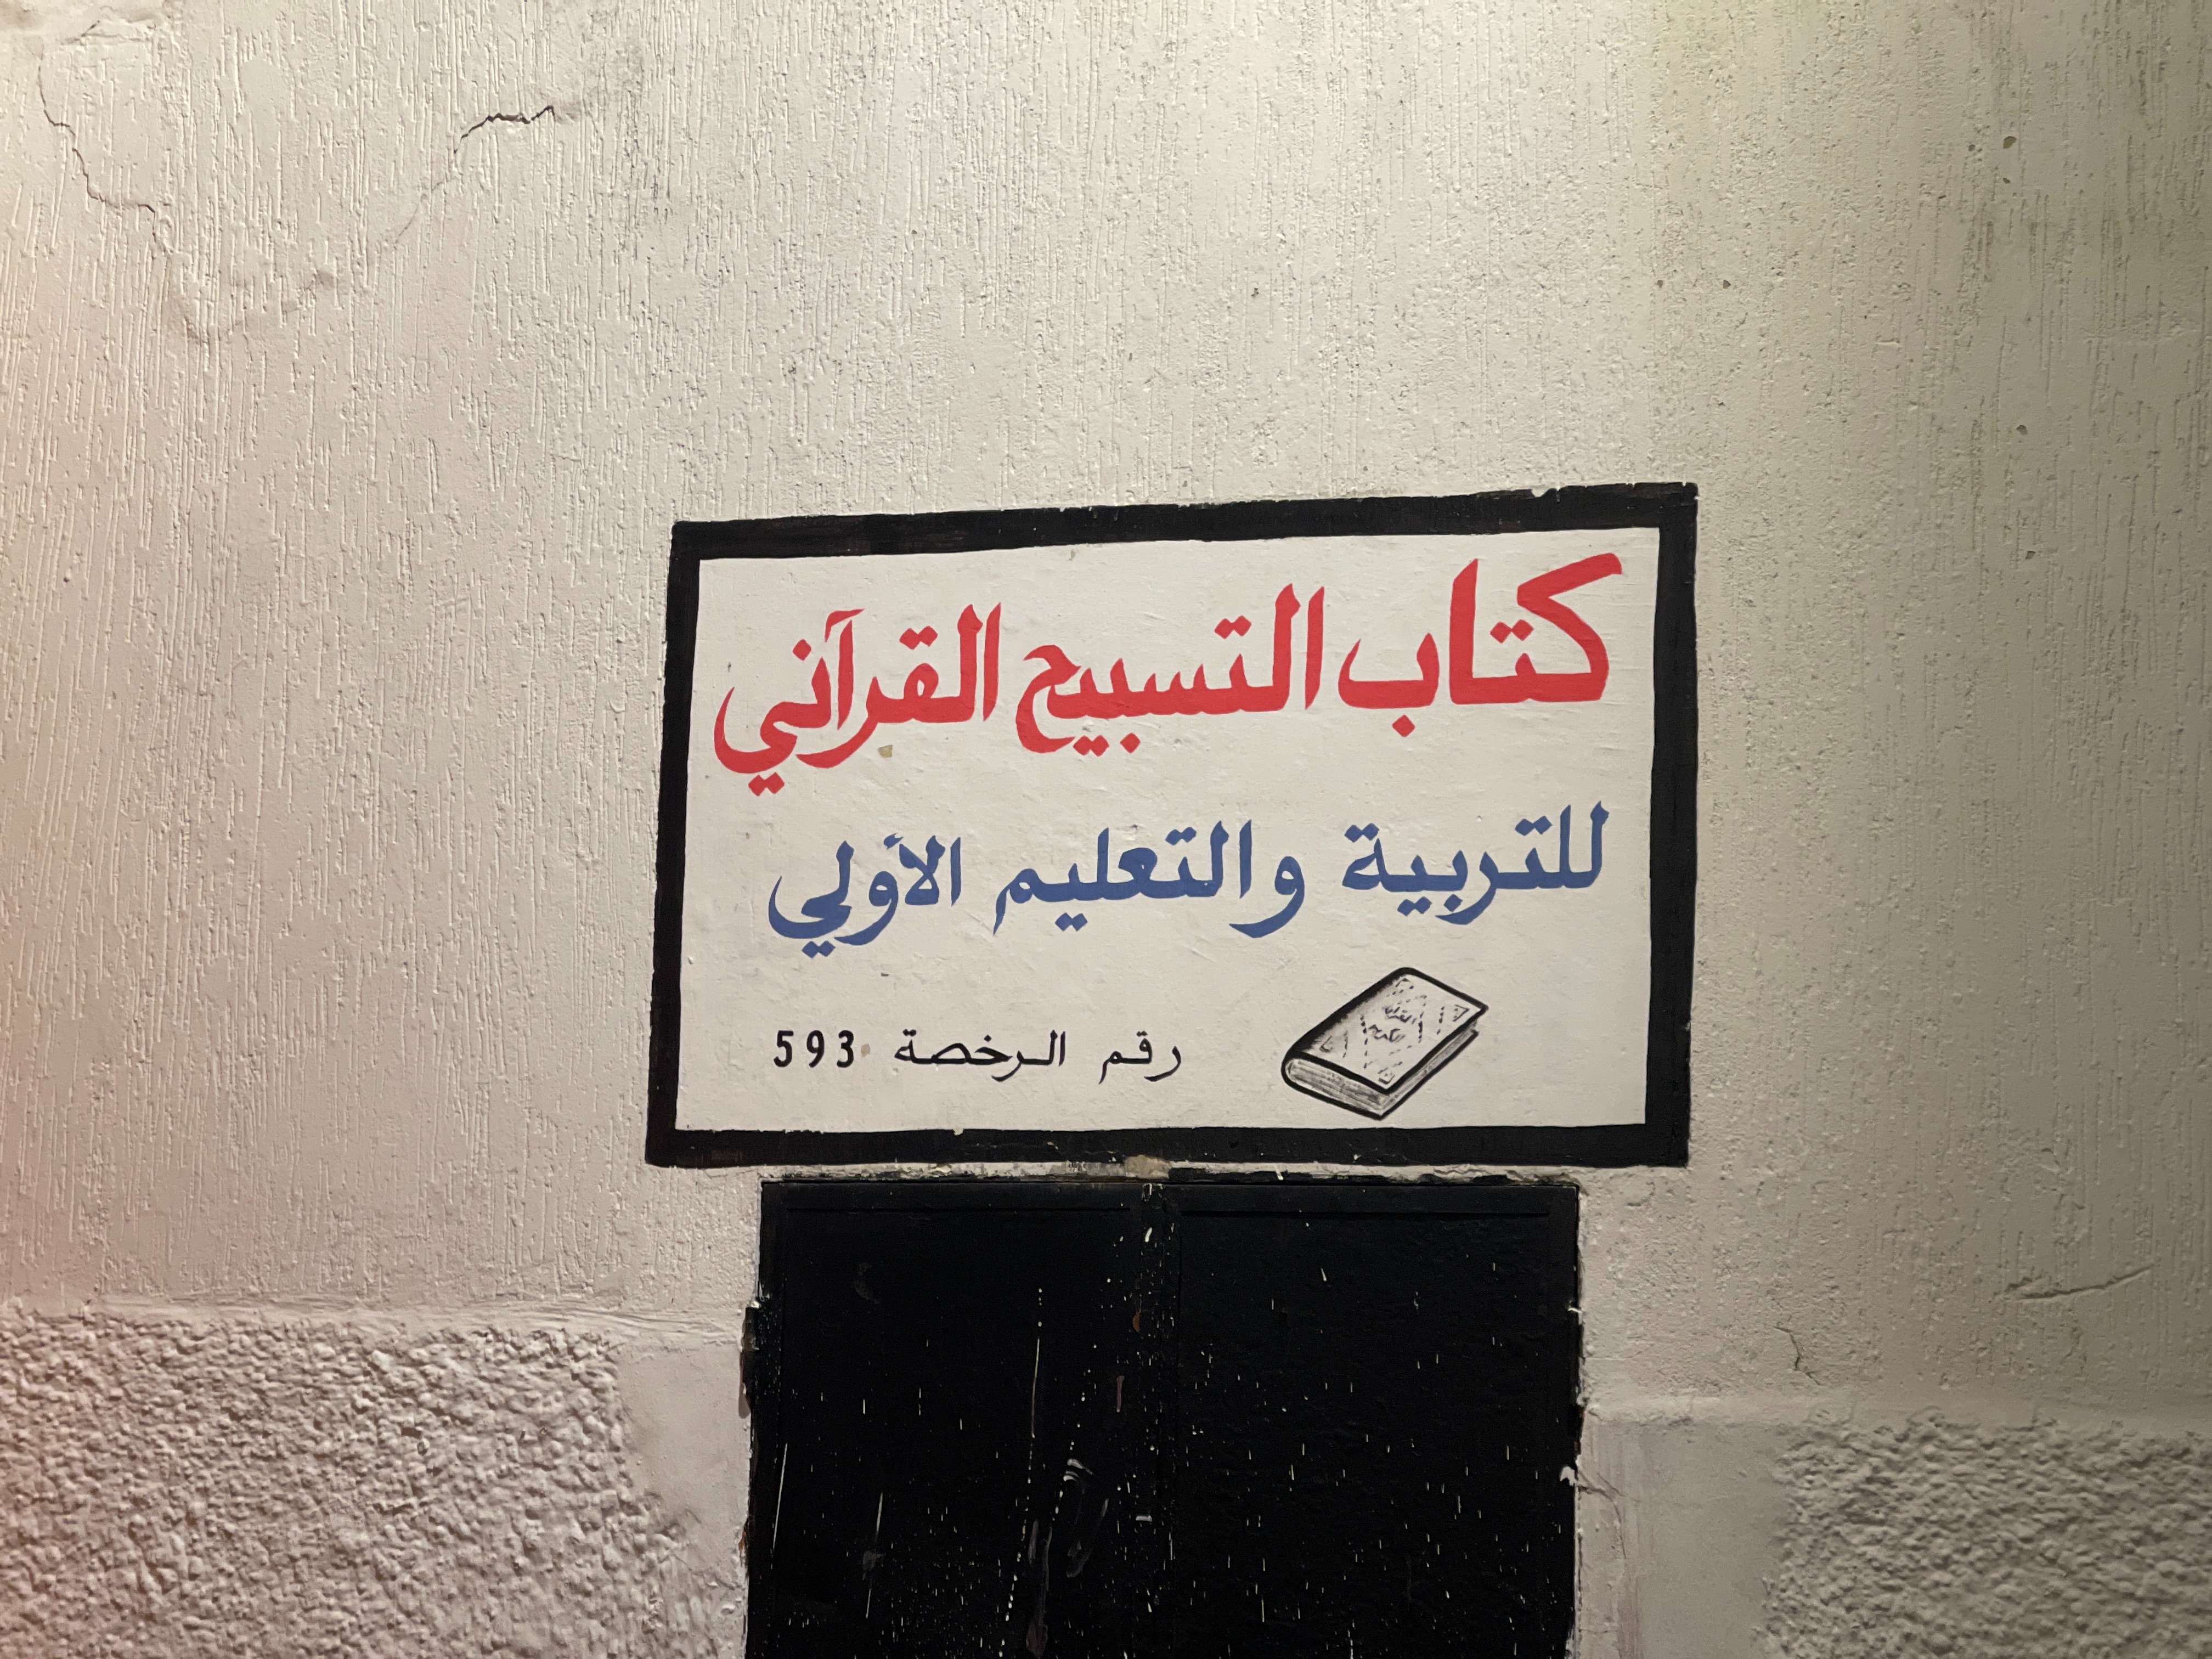 كتاب التسبيح القرآني
للتربية والتعليم الأولي
رقم الرخصة 593